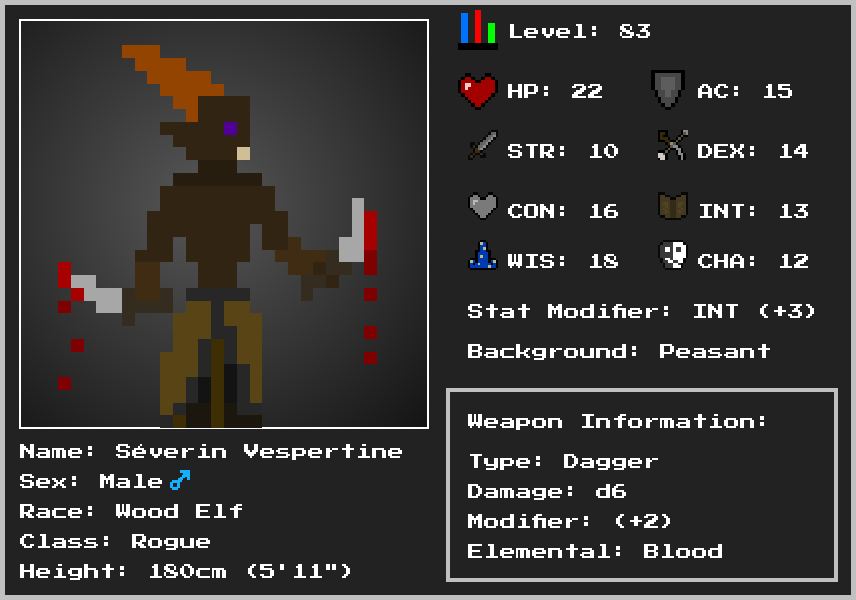 Level: 83
HP: 22 AC: 15
STR: 10 DEX: 14
CON: 16 INT: 13
WIS: 18 CHA: 12
Stat Modifier: INT (+3)
Background: Peasant
Weapon Information:
Type: Dagger
Damage: d6
Modifier: (+2)
Elemental: Blood
Name: Séverin Vespertine
Sex: Male ♂
Race: Wood Elf
Class: Rogue
Height: 180cm (5'11")